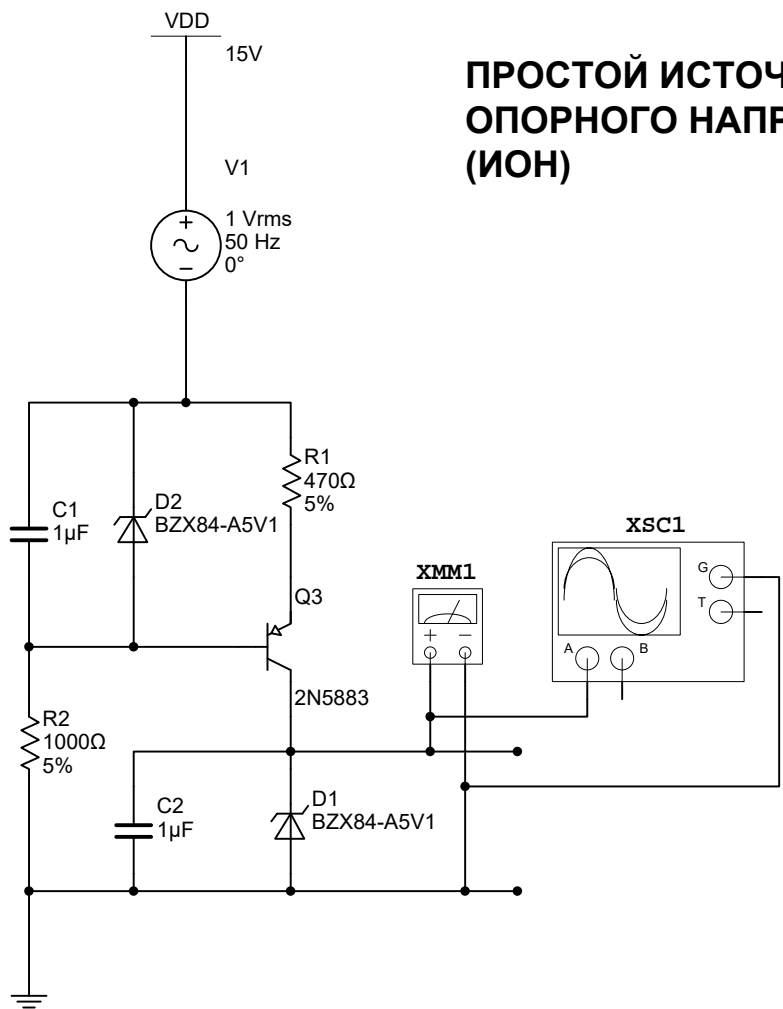 VDD
15V
ПРОСТОЙ ИСТОЧ
ОПОРНОГО НАПР
(ИОН)
V1
+
1 Vrms
50 Hz
0°
−
R1
470Ω
5%
C1
1µF
D2
BZX84-A5V1
XSC1
XMM1
G
T
A
B
+ −
Q3
2N5883
R2
1000Ω
5%
C2
1µF
D1
BZX84-A5V1